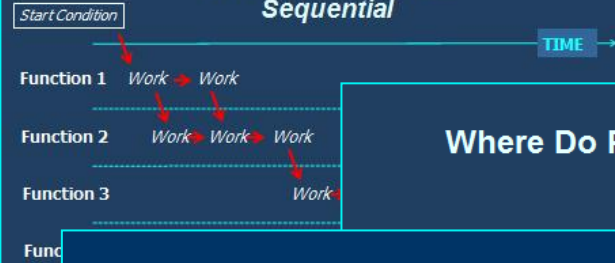 Sequential
Start Condition
TIME
Function 1 Work Work
Function 2 Work Work Work
Where Do
Function 3 Work